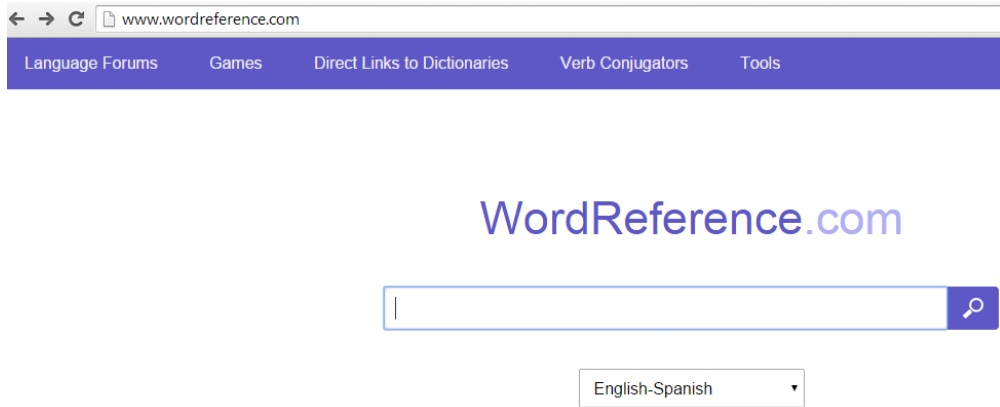 www.wordreference.com
Language Forums Games Direct Links to Dictionaries Verb Conjugators Tools
WordReference.com
English-Spanish